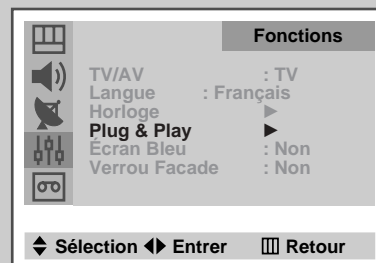 Fonctions
TV/AV : TV
Langue : Français
Horloge ►
Plug & Play ►
Écran Bleu : Non
Verrou Facade : Non
Sélection Entrer Retour